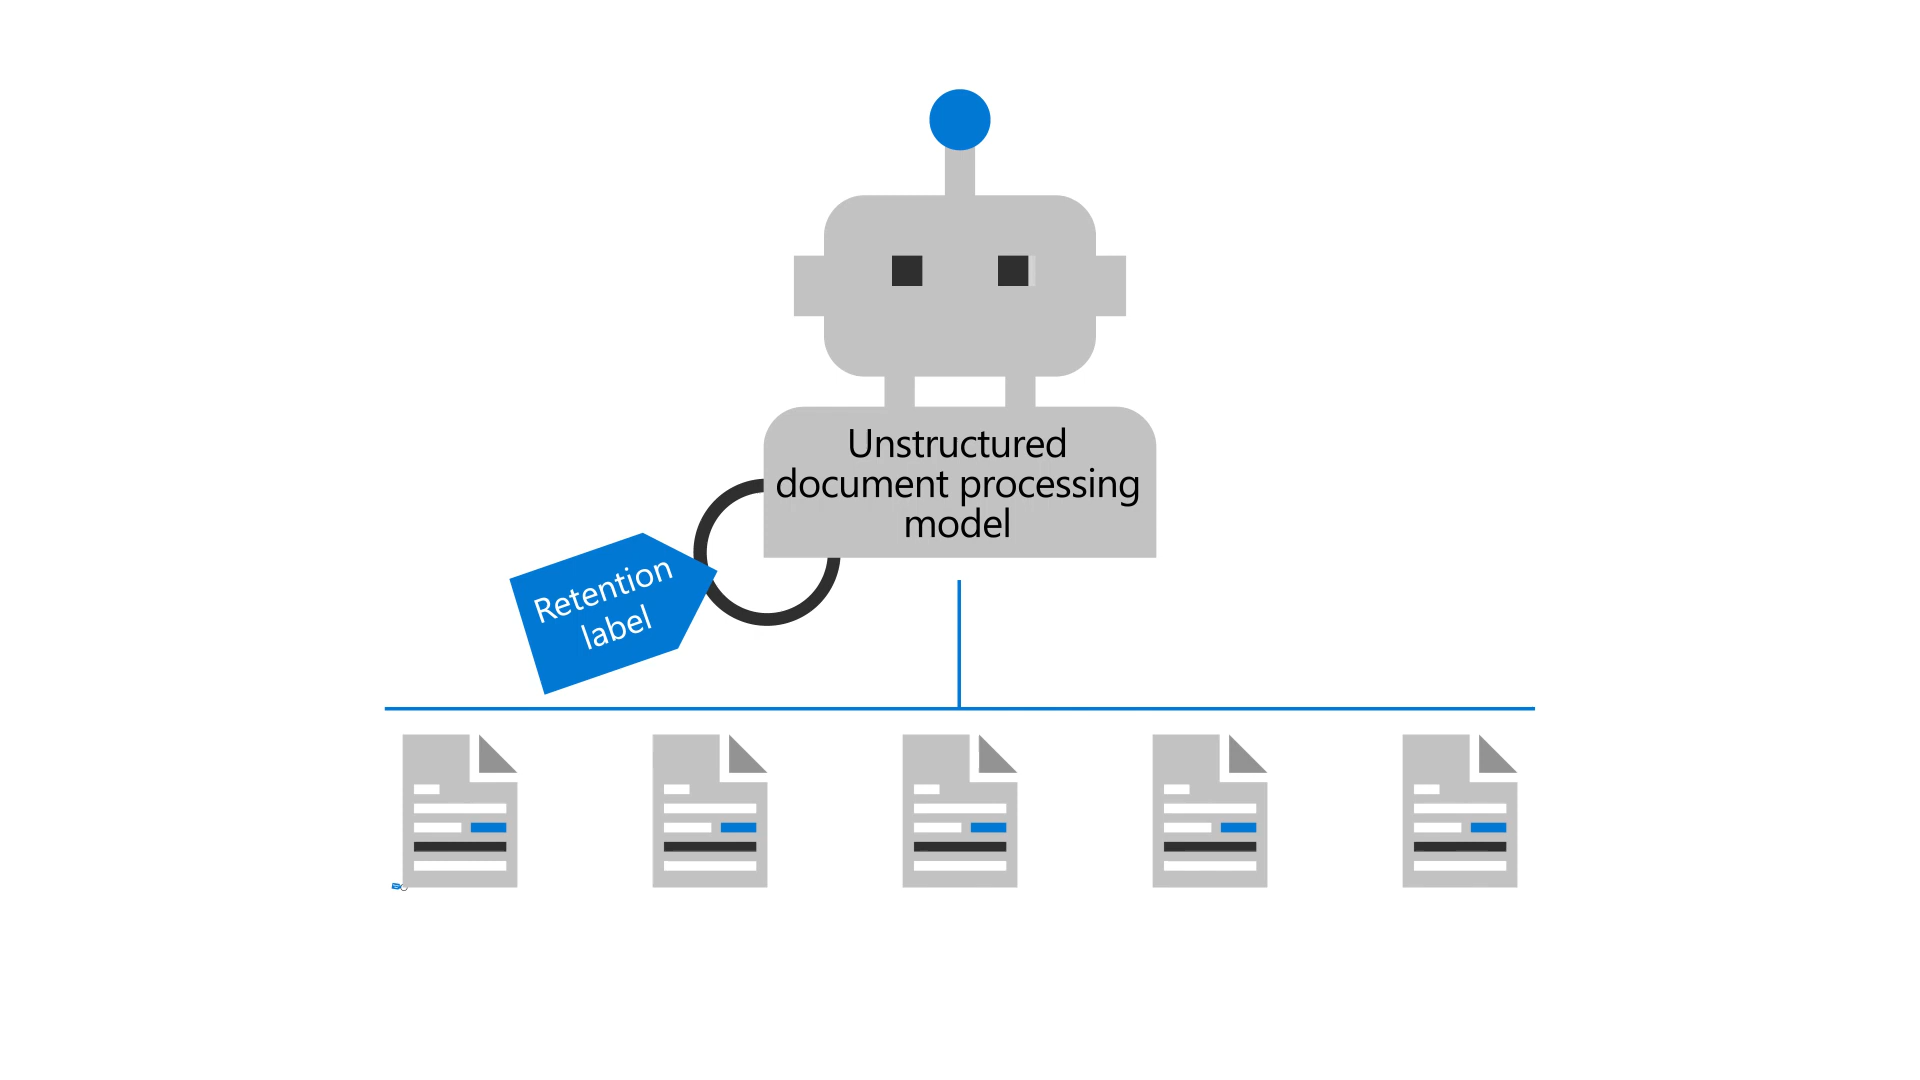 Unstructured
document processing
model
Retention
label